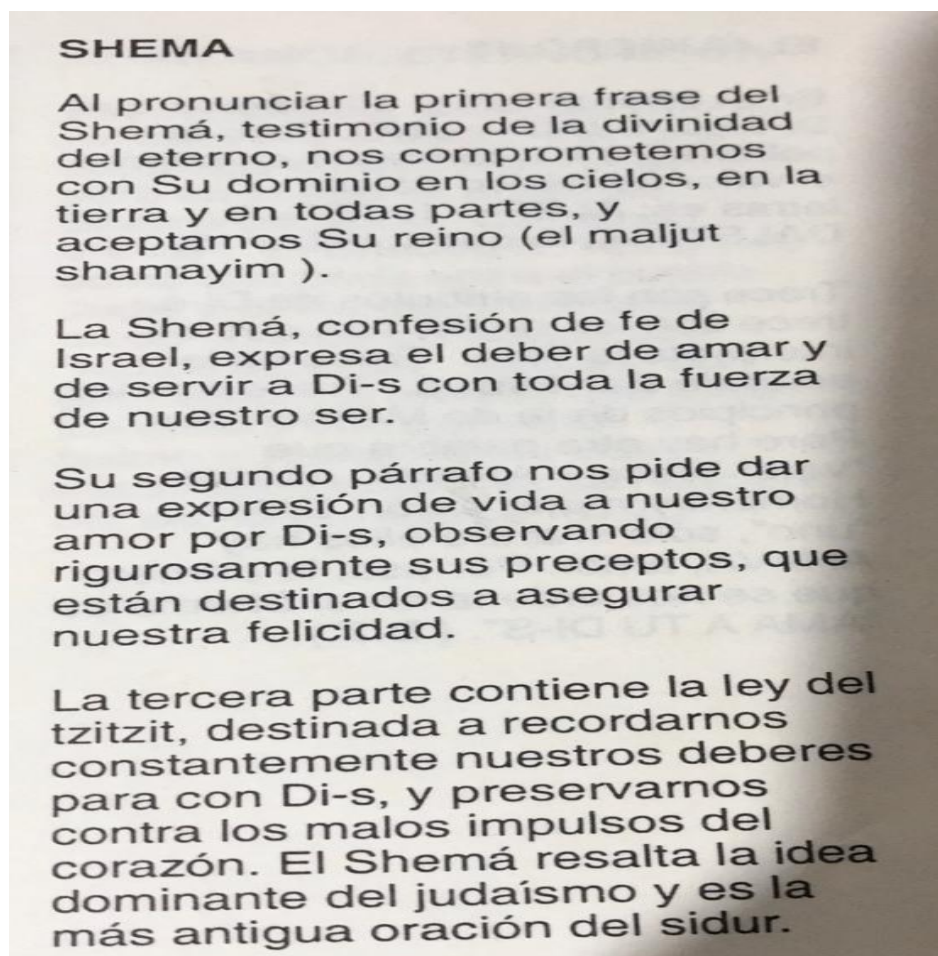 SHEMA
Al pronunciar la primera frase del
Shemá, testimonio de la divinidad
del eterno, nos comprometemos
con Su dominio en los cielos, en la
tierra y en todas partes, y
aceptamos Su reino (el maljut
shamayim ).
La Shemá, confesión de fe de
Israel, expresa el deber de amar y
de servir a Di-s con toda la fuerza
de nuestro ser.
Su segundo párrafo nos pide dar
una expresión de vida a nuestro
amor por Di-s, observando
rigurosamente sus preceptos, que
están destinados a asegurar
nuestra felicidad.
La tercera parte contiene la ley del
tzitzit, destinada a recordarnos
constantemente nuestros deberes
para con Di-s, y preservarnos
contra los malos impulsos del
corazón. El Shemá resalta la idea
dominante del judaísmo y es la
más antigua oración del sidur.